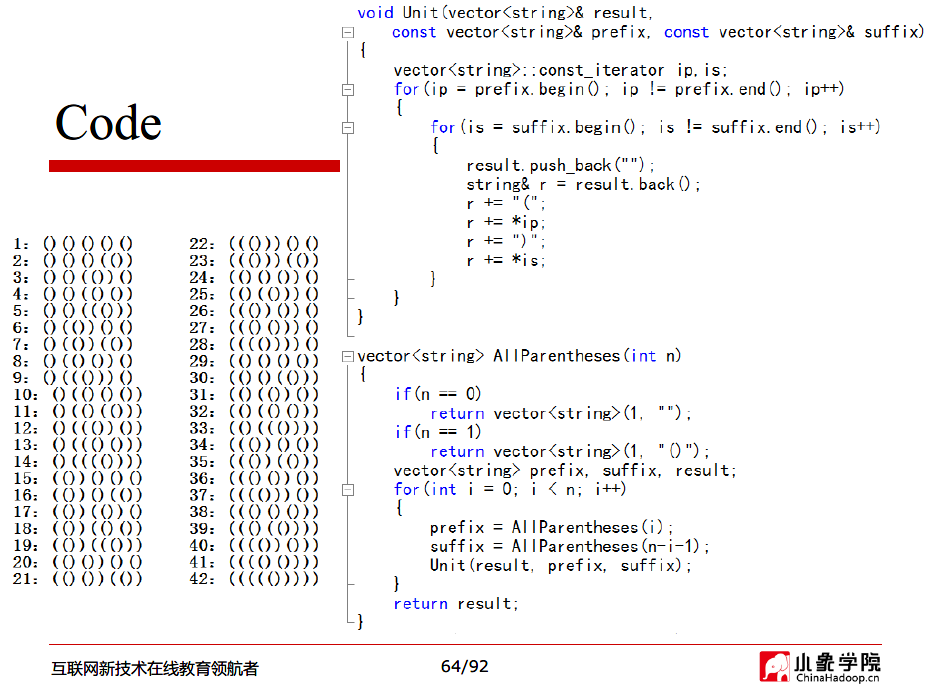 Code
1: ()()()()()
2: ()()()(())
3: ()()(())()
4: ()()(()())
5: ()()((()))
6: ()(())()()
7: ()(())(())
8: ()(()())()
9: ()((()))()
10: ()(()()())
11: ()(()(()))
12: ()((())())
13: ()((()()))
14: ()(((())))
15: (())()()()
16: (())()(())
17: (())(())()
18: (())(()())
19: (())((()))
20: (()())()()
21: (()())(())
22: ((()))()()
23: ((()))(())
24: (()()())()
25: (()(()))()
26: ((())())()
27: ((()()))()
28: (((())))()
29: (()()()())
30: (()()(()))
31: (()(())())
32: (()(()()))
33: (()((())))
34: ((())()())
35: ((())(()))
36: ((()())())
37: (((()))())
38: ((()()()))
39: ((()(())))
40: (((())()))
41: (((()())))
42: ((((()))))
void Unit(vector<string>& result,
const vector<string>& prefix, const vector<string>& suffix)
{
vector<string>::const_iterator ip,is;
for(ip = prefix.begin(); ip != prefix.end(); ip++)
{
for(is = suffix.begin(); is != suffix.end(); is++)
{
result.push_back("");
string& r = result.back();
r += "(";
r += *ip;
r += ")";
r += *is;
}
}
}
vector<string> AllParentheses(int n)
{
if(n == 0)
return vector<string>(1, "");
if(n == 1)
return vector<string>(1, "()");
vector<string> prefix, suffix, result;
for(int i = 0; i < n; i++)
{
prefix = AllParentheses(i);
suffix = AllParentheses(n-i-1);
Unit(result, prefix, suffix);
}
return result;
}
互联网新技术在线教育领航者
64/92
小象学院
ChinaHadoop.cn